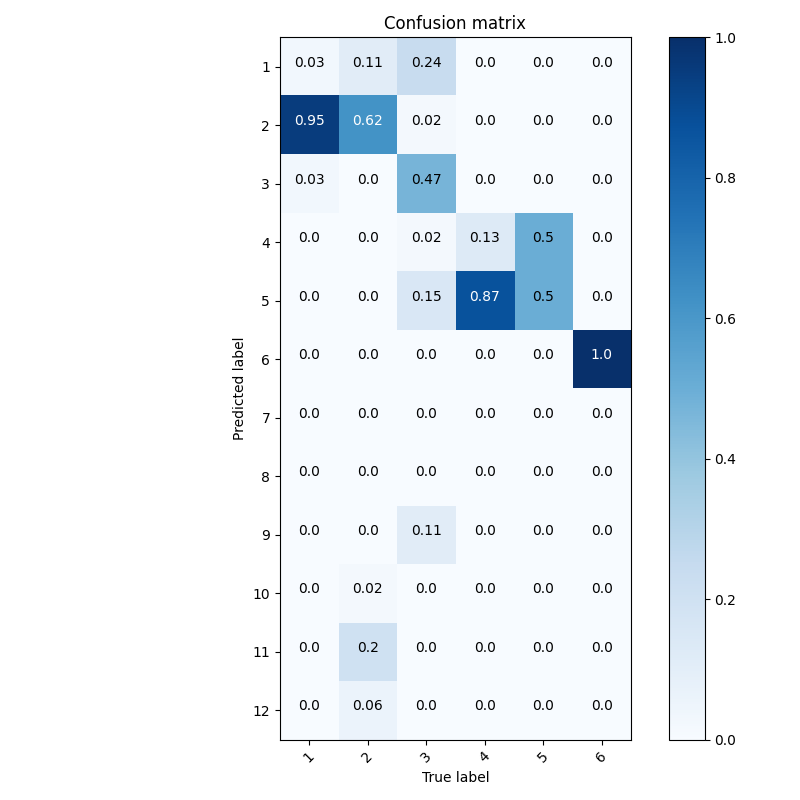 Confusion matrix
1 0.03 0.11 0.24 0.0 0.0 0.0
2 0.95 0.62 0.02 0.0 0.0 0.0
3 0.03 0.0 0.47 0.0 0.0 0.0
4 0.0 0.0 0.02 0.13 0.5 0.0
5 0.0 0.0 0.15 0.87 0.5 0.0
6 0.0 0.0 0.0 0.0 0.0 1.0
7 0.0 0.0 0.0 0.0 0.0 0.0
8 0.0 0.0 0.0 0.0 0.0 0.0
9 0.0 0.0 0.11 0.0 0.0 0.0
10 0.0 0.02 0.0 0.0 0.0 0.0
11 0.0 0.2 0.0 0.0 0.0 0.0
12 0.0 0.06 0.0 0.0 0.0 0.0
1 2 3 4 5 6
True label
Predicted label
1.0
0.8
0.6
0.4
0.2
0.0